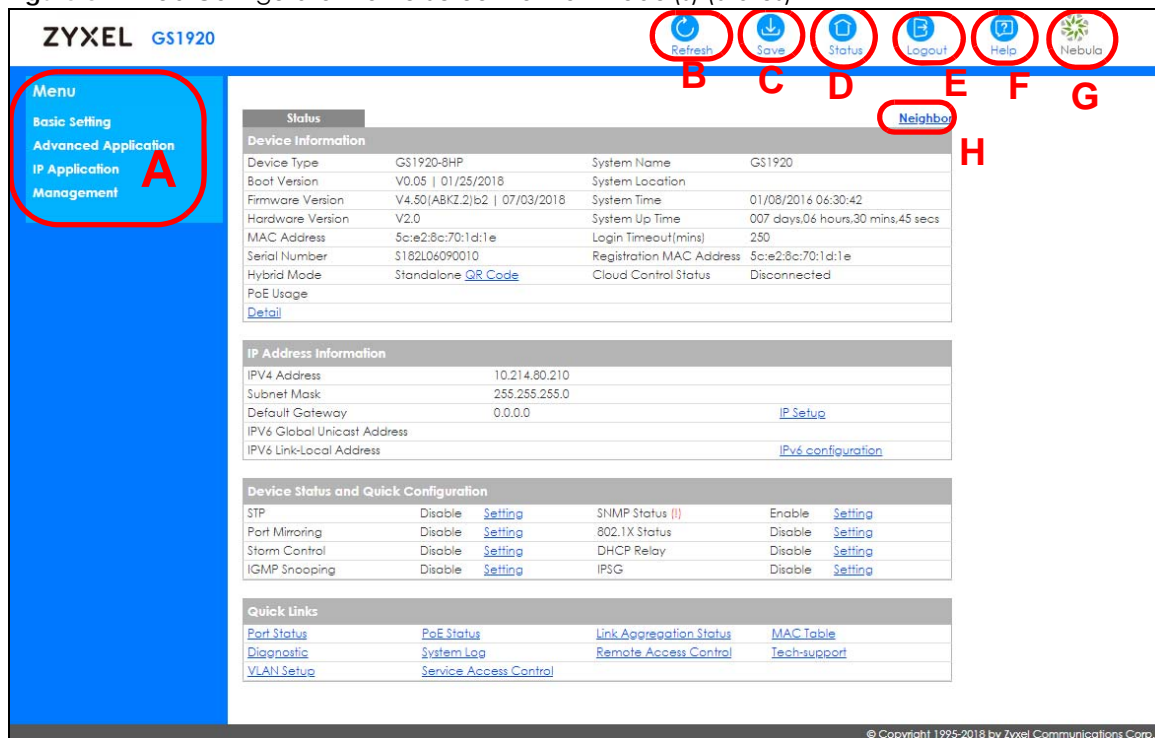 ZYXEL GS1920
Refresh Save Status Logout Help Nebula
B C D E F G
Menu
Basic Setting
Advanced Application
IP Application
Management
A
Status Neighbor
H
Device Information
Device Type GS1920-8HP System Name GS1920
Boot Version V0.05 | 01/25/2018 System Location
Firmware Version V4.50(ABKZ.2)b2 | 07/03/2018 System Time 01/08/2016 06:30:42
Hardware Version V2.0 System Up Time 007 days,06 hours,30 mins,45 secs
MAC Address 5c:e2:8c:70:1d:1e Login Timeout(mins) 250
Serial Number S182L06090010 Registration MAC Address 5c:e2:8c:70:1d:1e
Hybrid Mode Standalone QR Code Cloud Control Status Disconnected
PoE Usage
Detail
IP Address Information
IPV4 Address 10.214.80.210
Subnet Mask 255.255.255.0
Default Gateway 0.0.0.0 IP Setup
IPV6 Global Unicast Address
IPV6 Link-Local Address IPv6 configuration
Device Status and Quick Configuration
STP Disable Setting SNMP Status (!) Enable Setting
Port Mirroring Disable Setting 802.1X Status Disable Setting
Storm Control Disable Setting DHCP Relay Disable Setting
IGMP Snooping Disable Setting IPSG Disable Setting
Quick Links
Port Status PoE Status Link Aggregation Status MAC Table
Diagnostic System Log Remote Access Control Tech-support
VLAN Setup Service Access Control
© Copyright 1995-2018 by Zyxel Communications Corp.